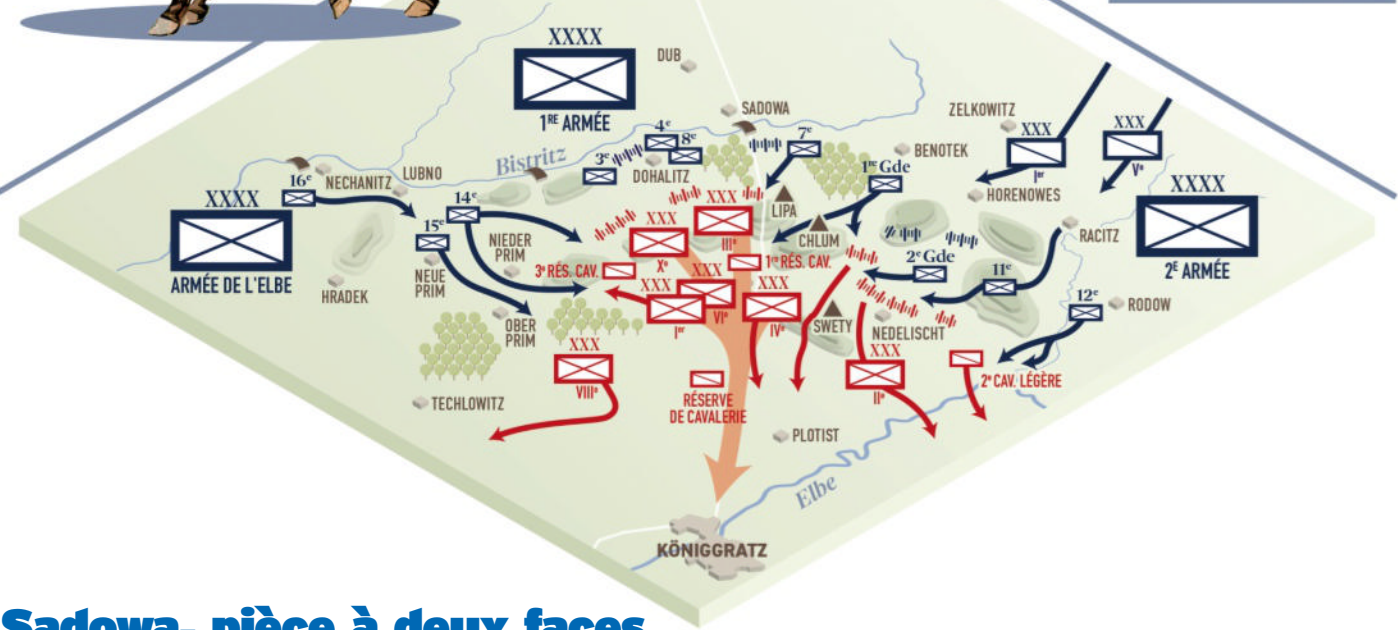 XXXX
1RE ARMÉE
DUB
SADOWA
4e
8e
3e
7e
Bistritz
DOHALITZ
BENOTEK
1re Gde
ZELKOWITZ
XXX
Ier
XXX
Ve
HORENOWES
XXXX
2E ARMÉE
RACITZ
16e
NECHANITZ
LUBNO
XXXX
ARMÉE DE L'ELBE
14e
15e
NEUE
PRIM
NIEDER
PRIM
HRADEK
OBER
PRIM
LIPA
CHLUM
XXX
IIIe
XXX
Xe
3e RÉS. CAV.
1re RÉS. CAV.
XXX
Ier
XXX
VIe
XXX
IVe
2e Gde
11e
12e
RODOW
SWETY
NEDELISCHT
XXX
IIe
2e CAV. LÉGÈRE
XXX
VIIIe
RÉSERVE
DE CAVALERIE
TECHLOWITZ
PLOTIST
Elbe
KÖNIGGRATZ
Sadowa, pièce à deux faces